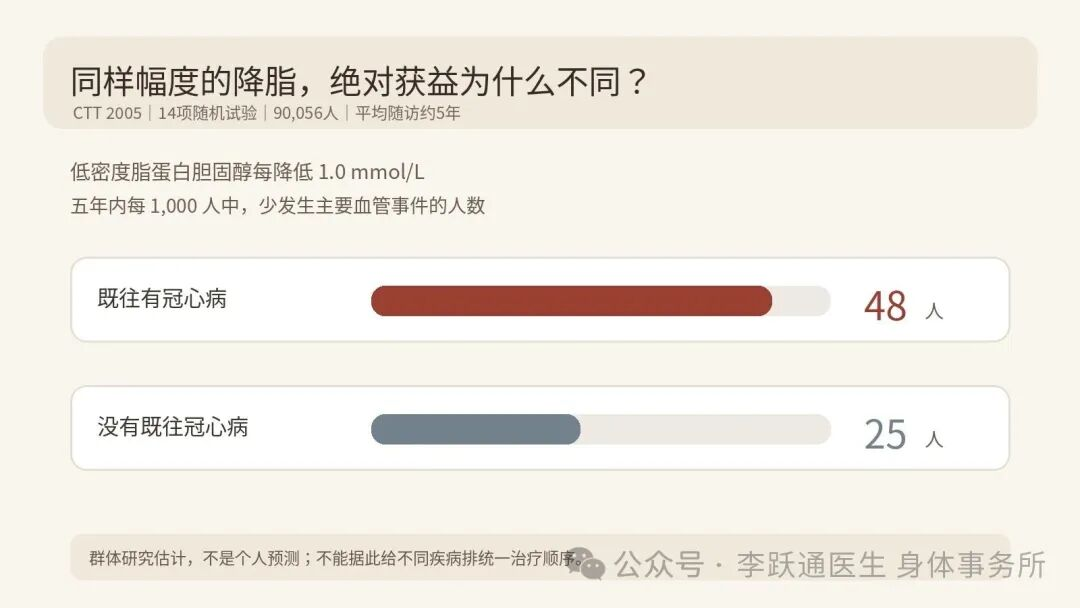 同样幅度的降脂，绝对获益为什么不同？
CTT 2005｜14项随机试验｜90,056人｜平均随访约5年
低密度脂蛋白胆固醇每降低 1.0 mmol/L
五年内每 1,000 人中，少发生主要血管事件的人数
既往有冠心病 48 人
没有既往冠心病 25 人
群体研究估计，不是个人预测；不能据此给不同疾病排统一治疗顺序。
公众号 · 李跃通医生 身体事务所